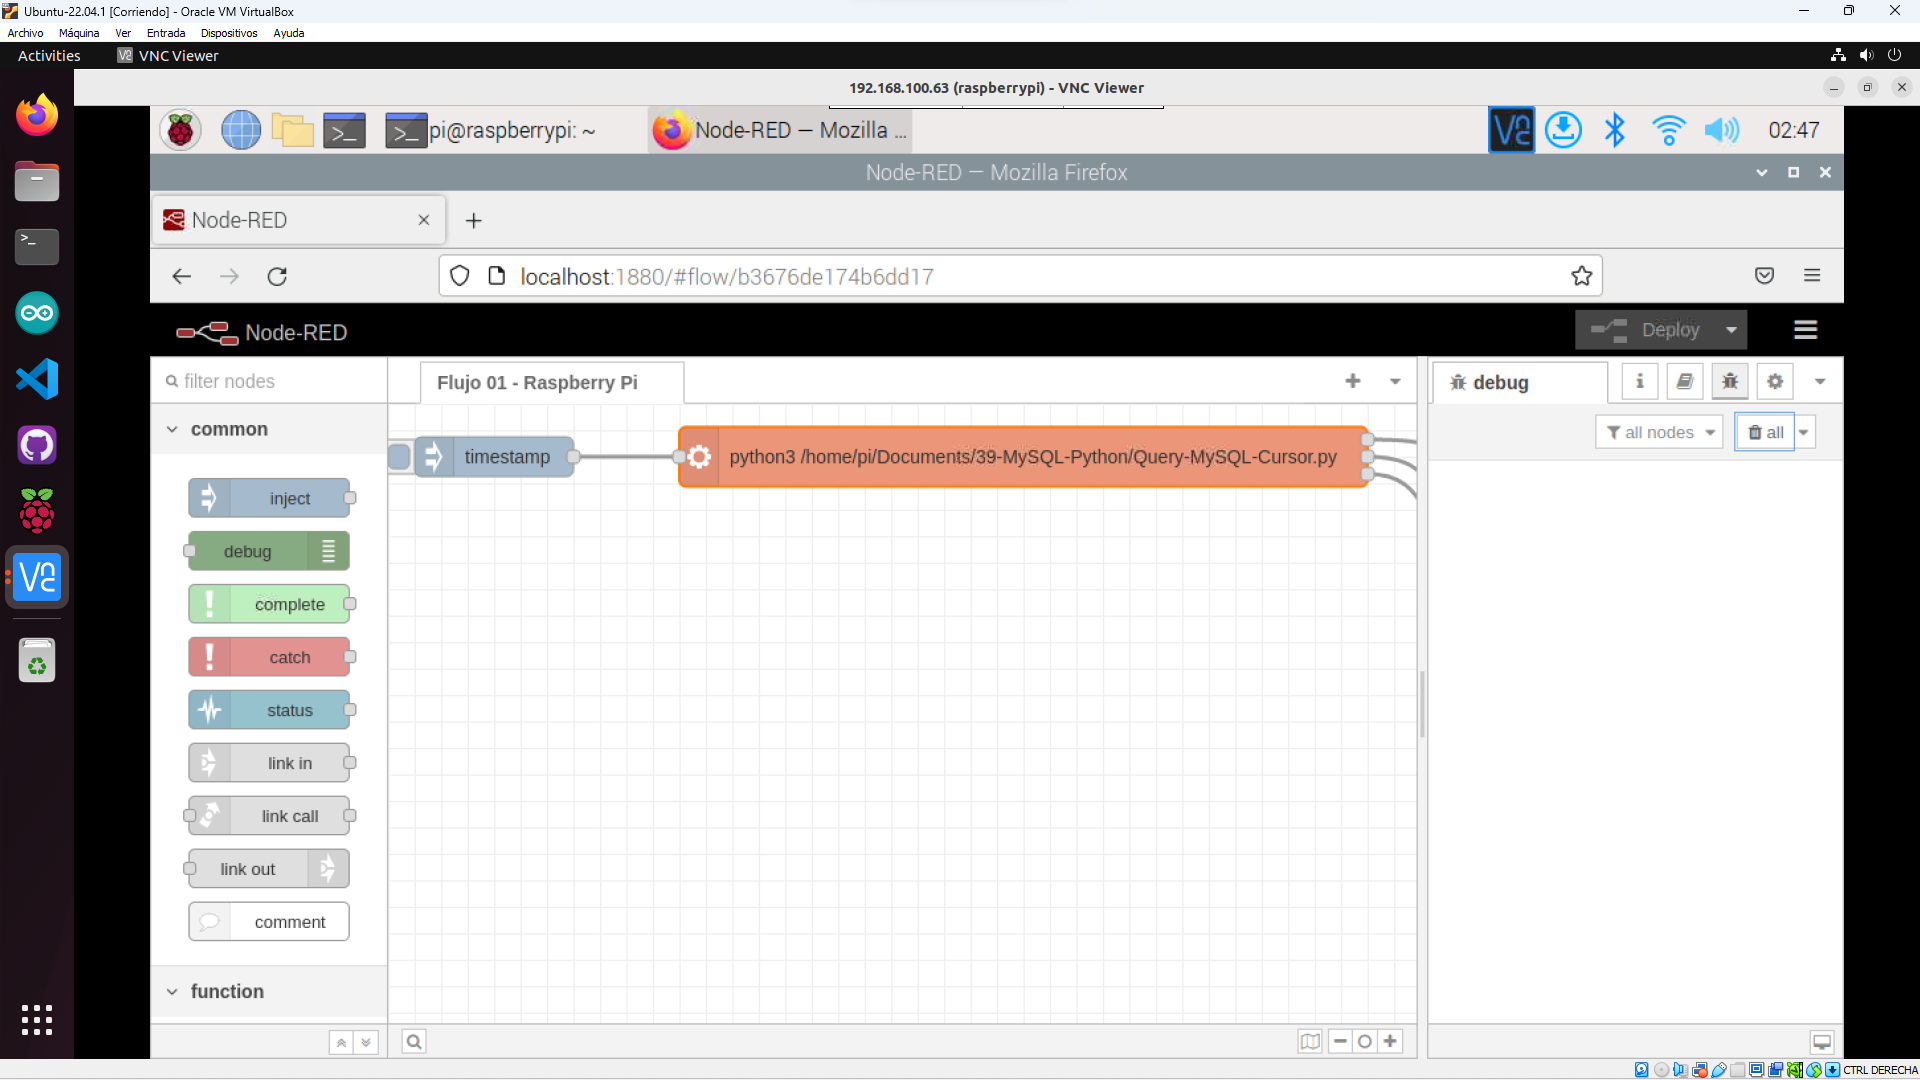 Ubuntu-22.04.1 [Corriendo] - Oracle VM VirtualBox
Archivo Máquina Ver Entrada Dispositivos Ayuda
Activities VNC Viewer
192.168.100.63 (raspberrypi) - VNC Viewer
pi@raspberrypi: ~ Node-RED — Mozilla ... 02:47
Node-RED — Mozilla Firefox
Node-RED
localhost:1880/#flow/b3676de174b6dd17
Node-RED Deploy
filter nodes Flujo 01 - Raspberry Pi debug
all nodes all
common
timestamp python3 /home/pi/Documents/39-MySQL-Python/Query-MySQL-Cursor.py
inject
debug
complete
catch
status
link in
link call
link out
comment
function
CTRL DERECHA